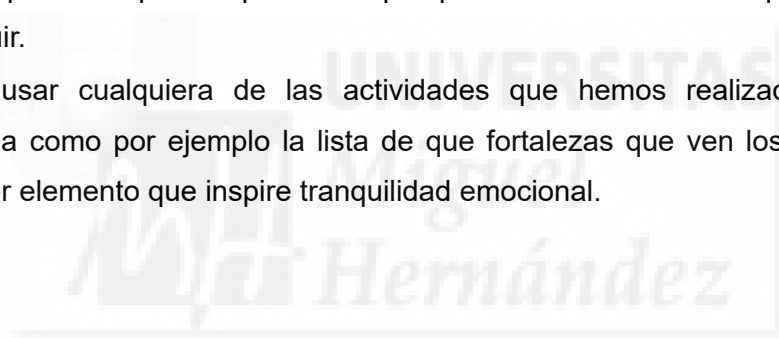 ir.
usar cualquiera de las actividades que hemos realizad
a como por ejemplo la lista de que fortalezas que ven los
r elemento que inspire tranquilidad emocional.
UNIVERSITAS
Miguel
Hernández